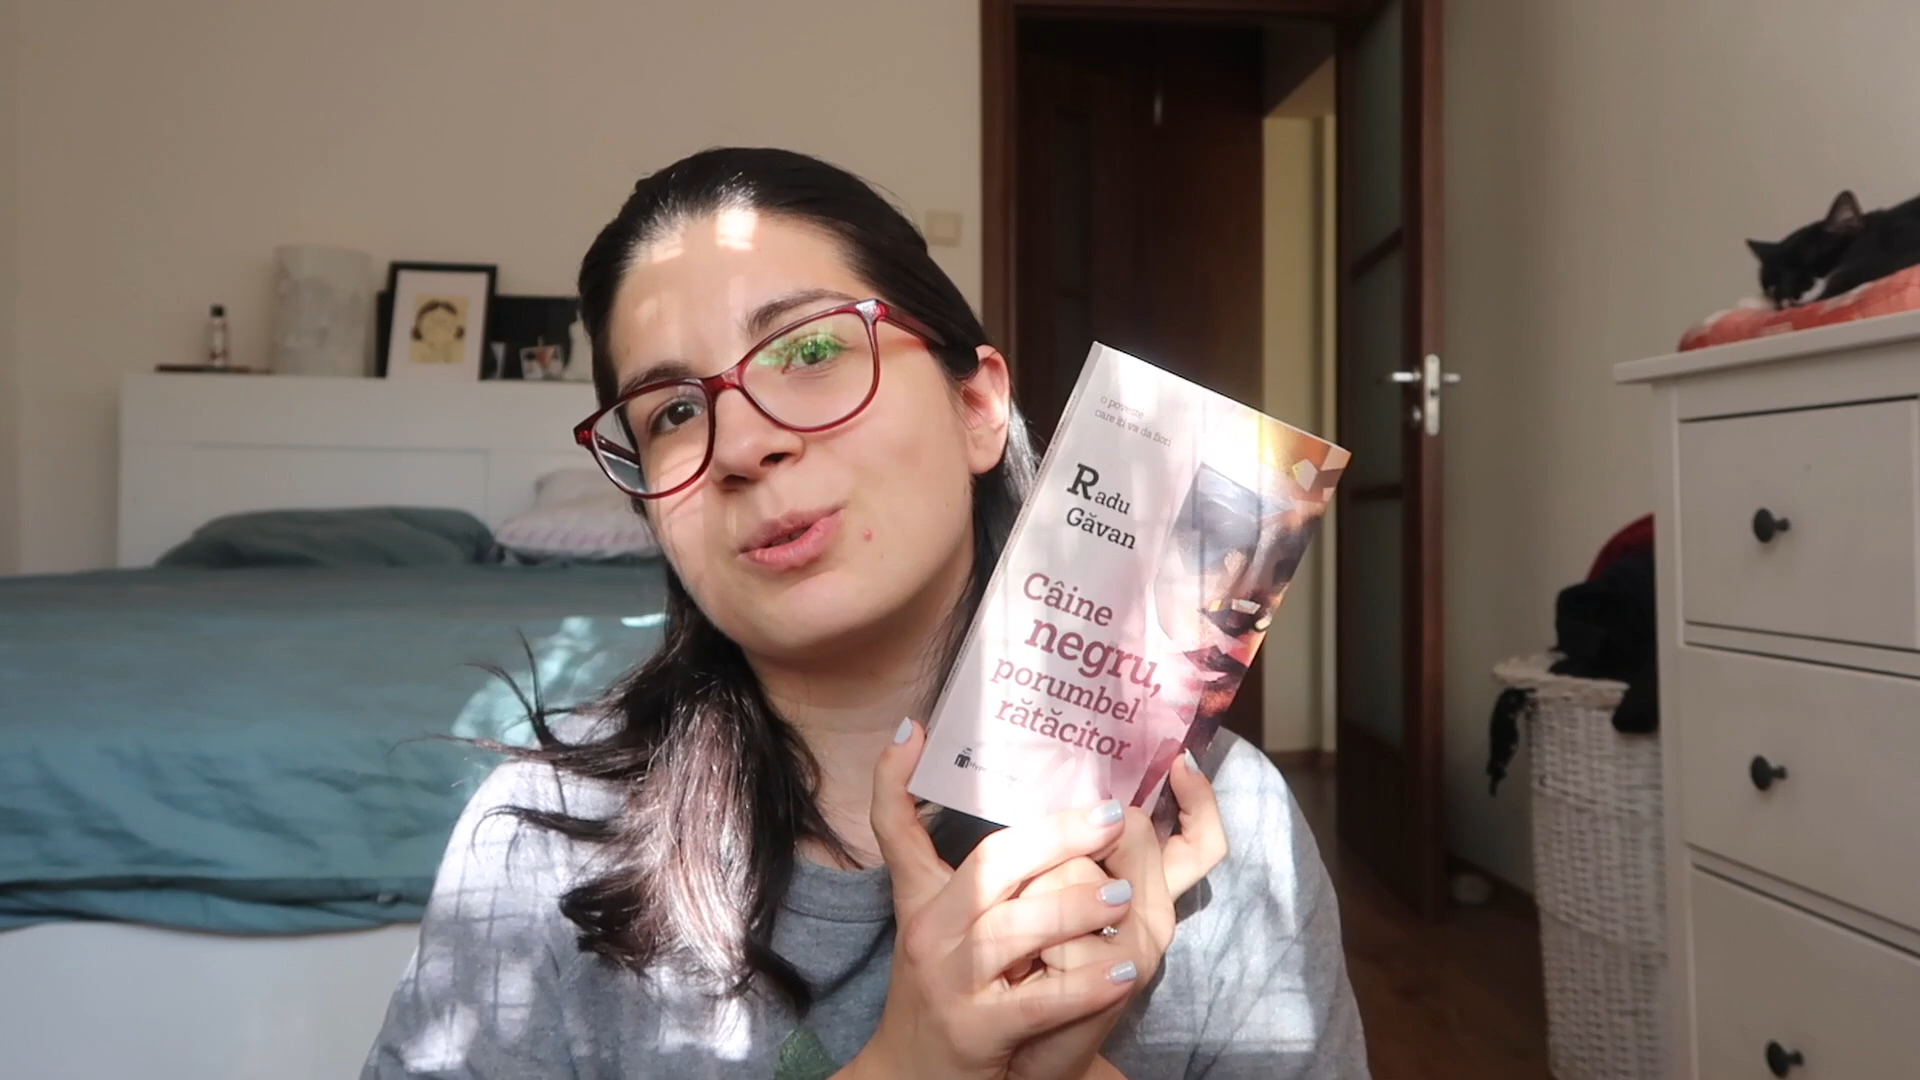 o poveste
care îți va da fiori
Radu
Găvan
Câine
negru,
porumbel
rătăcitor